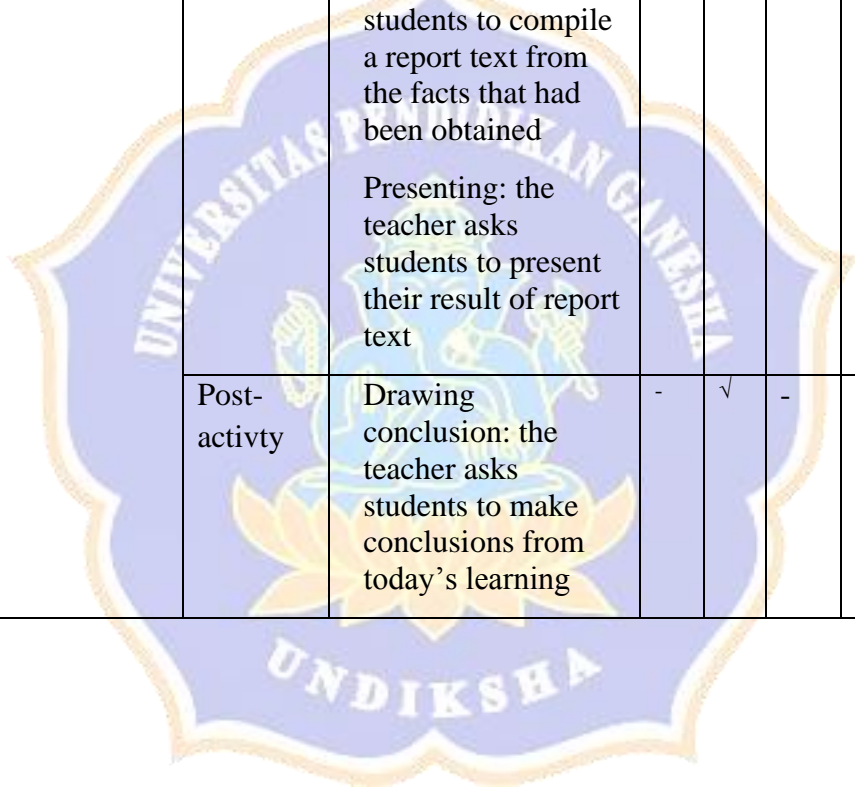 students to compile
a report text from
the facts that had
been obtained
Presenting: the
teacher asks
students to present
their result of report
text
Post-
activty
Drawing
conclusion: the
teacher asks
students to make
conclusions from
today’s learning
- √ -
UNIVERSITAS PENDIDIKAN GANESHA
UNDIKSHA